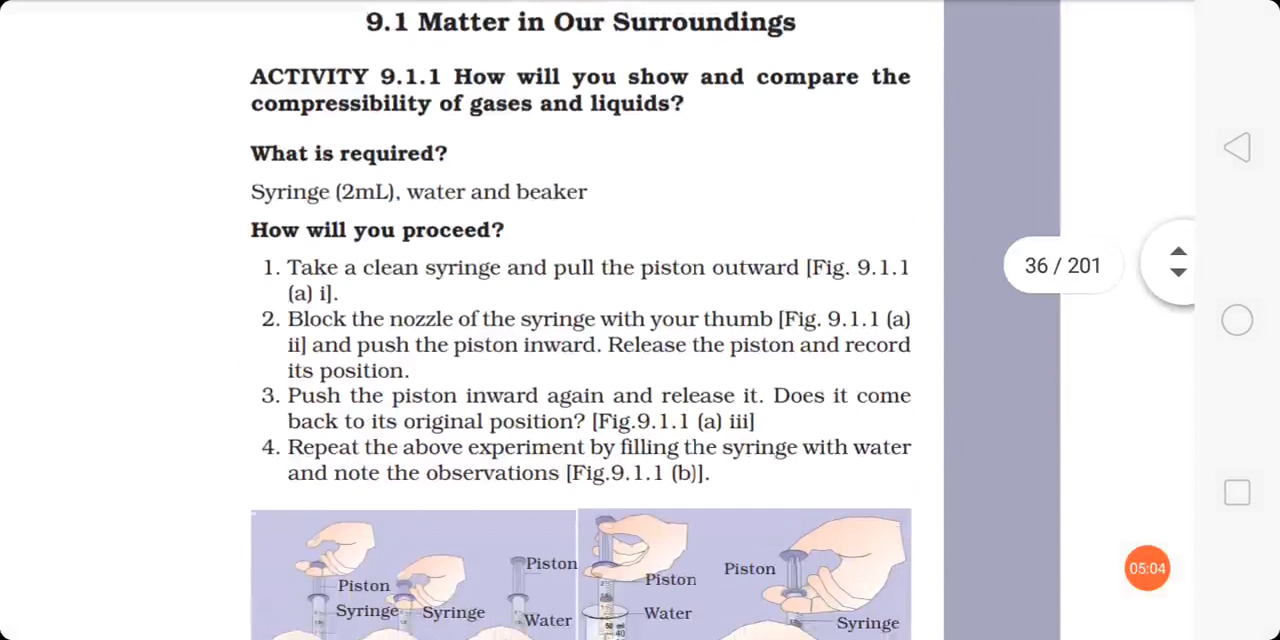 9.1 Matter in Our Surroundings
ACTIVITY 9.1.1 How will you show and compare the
compressibility of gases and liquids?
What is required?
Syringe (2mL), water and beaker
How will you proceed?
1. Take a clean syringe and pull the piston outward [Fig. 9.1.1
(a) i].
2. Block the nozzle of the syringe with your thumb [Fig. 9.1.1 (a)
ii] and push the piston inward. Release the piston and record
its position.
3. Push the piston inward again and release it. Does it come
back to its original position? [Fig.9.1.1 (a) iii]
4. Repeat the above experiment by filling the syringe with water
and note the observations [Fig.9.1.1 (b)].
Piston
Syringe
Syringe
Piston
Water
Piston
Water
Piston
Syringe
36 / 201
05:04